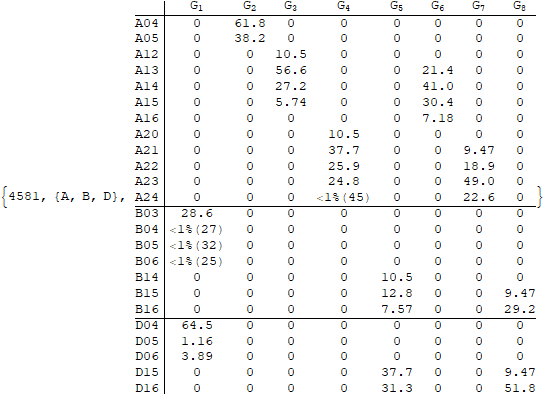 G1 G2 G3 G4 G5 G6 G7 G8
A04 0 61.8 0 0 0 0 0 0
A05 0 38.2 0 0 0 0 0 0
A12 0 0 10.5 0 0 0 0 0
A13 0 0 56.6 0 0 21.4 0 0
A14 0 0 27.2 0 0 41.0 0 0
A15 0 0 5.74 0 0 30.4 0 0
A16 0 0 0 0 0 7.18 0 0
A20 0 0 0 10.5 0 0 0 0
A21 0 0 0 37.7 0 0 9.47 0
A22 0 0 0 25.9 0 0 18.9 0
A23 0 0 0 24.8 0 0 49.0 0
{4581, {A, B, D}, A24 0 0 0 <1%(45) 0 0 22.6 0 }
B03 28.6 0 0 0 0 0 0 0
B04 <1%(27) 0 0 0 0 0 0 0
B05 <1%(32) 0 0 0 0 0 0 0
B06 <1%(25) 0 0 0 0 0 0 0
B14 0 0 0 0 10.5 0 0 0
B15 0 0 0 0 12.8 0 0 9.47
B16 0 0 0 0 7.57 0 0 29.2
D04 64.5 0 0 0 0 0 0 0
D05 1.16 0 0 0 0 0 0 0
D06 3.89 0 0 0 0 0 0 0
D15 0 0 0 0 37.7 0 0 9.47
D16 0 0 0 0 31.3 0 0 51.8